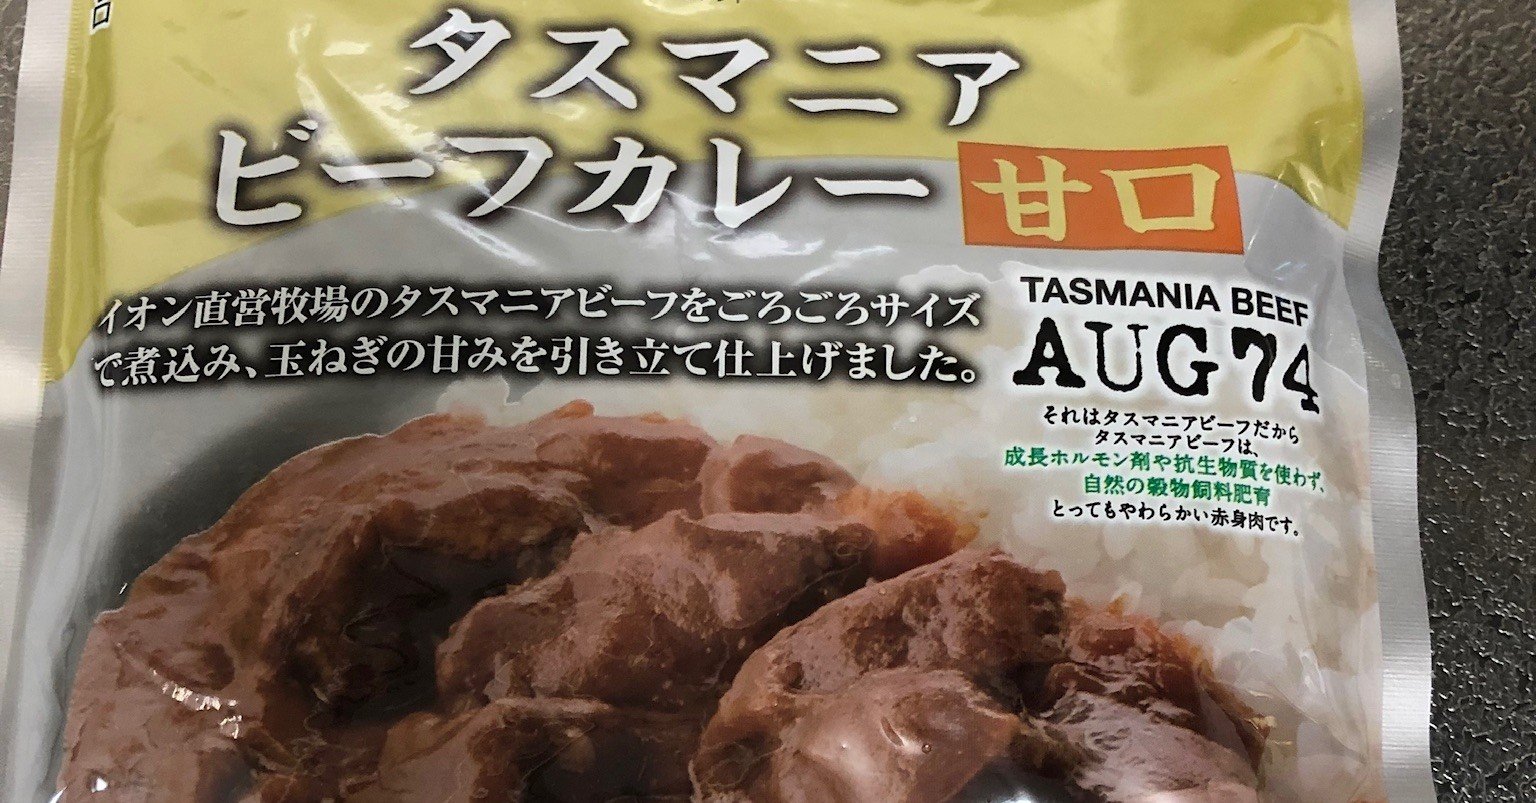 口
タスマニア
ビーフカレー 甘口
イオン直営牧場のタスマニアビーフをごろごろサイズ
で煮込み、玉ねぎの甘みを引き立て仕上げました。
TASMANIA BEEF
AUG 74
それはタスマニアビーフだから
タスマニアビーフは、
成長ホルモン剤や抗生物質を使わず、
自然の穀物飼料肥育
とってもやわらかい赤身肉です。